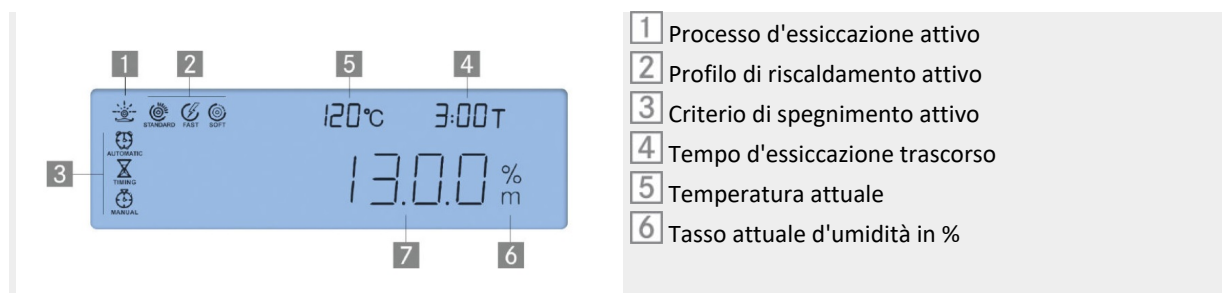 1 2 5 4
STANDARD FAST SOFT 120°C 3:00T
AUTOMATIC
3 TIMING 13.0.0 % m
MANUAL
7 6
1 Processo d'essiccazione attivo
2 Profilo di riscaldamento attivo
3 Criterio di spegnimento attivo
4 Tempo d'essiccazione trascorso
5 Temperatura attuale
6 Tasso attuale d'umidità in %